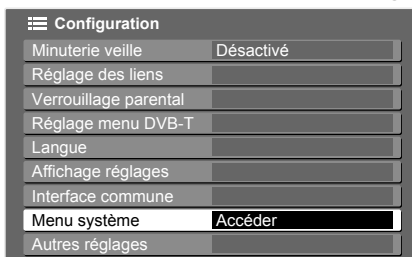 Configuration
Minuterie veille Désactivé
Réglage des liens
Verrouillage parental
Réglage menu DVB-T
Langue
Affichage réglages
Interface commune
Menu système Accéder
Autres réglages